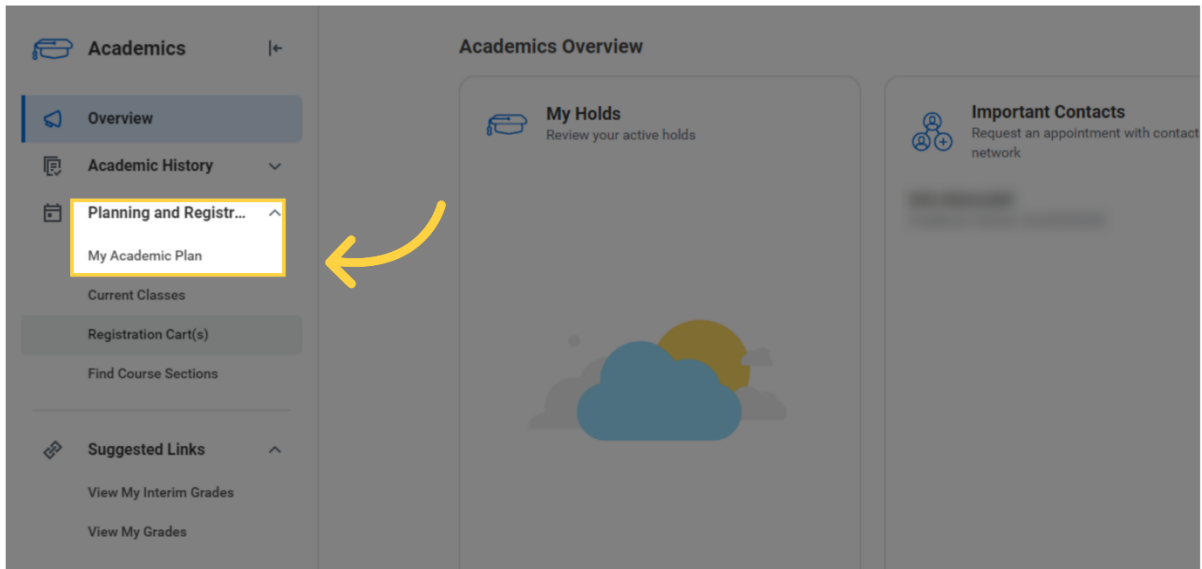 Academics
Overview
Academic History
Planning and Registr...
My Academic Plan
Current Classes
Registration Cart(s)
Find Course Sections
Suggested Links
View My Interim Grades
View My Grades
Academics Overview
My Holds
Review your active holds
Important Contacts
Request an appointment with contact
network